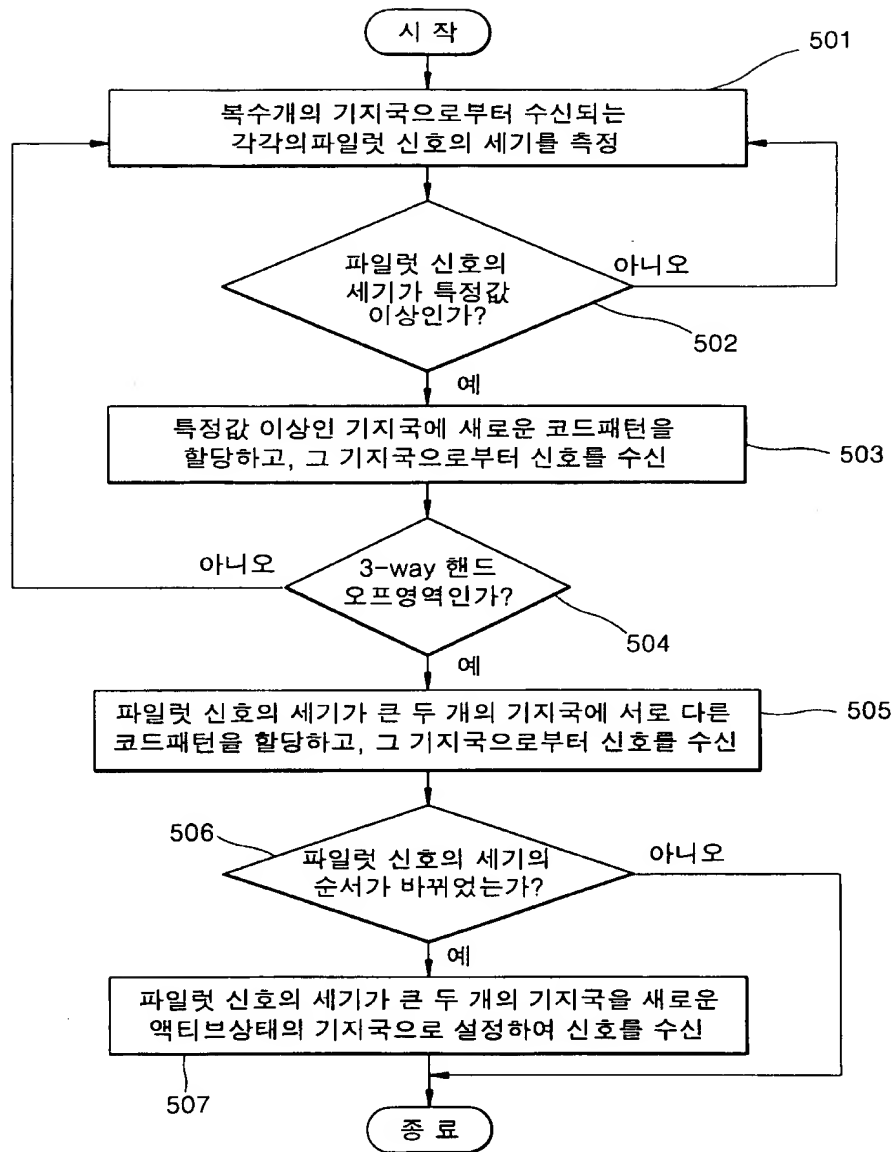 시 작
501
복수개의 기지국으로부터 수신되는
각각의파일럿 신호의 세기를 측정
파일럿 신호의
세기가 특정값
이상인가?
아니오
502
예
특정값 이상인 기지국에 새로운 코드패턴을
할당하고, 그 기지국으로부터 신호를 수신
503
아니오
3-way 핸드
오프영역인가?
504
예
파일럿 신호의 세기가 큰 두 개의 기지국에 서로 다른
코드패턴을 할당하고, 그 기지국으로부터 신호를 수신
505
506
파일럿 신호의 세기의
순서가 바뀌었는가?
아니오
예
파일럿 신호의 세기가 큰 두 개의 기지국을 새로운
액티브상태의 기지국으로 설정하여 신호를 수신
507
종 료